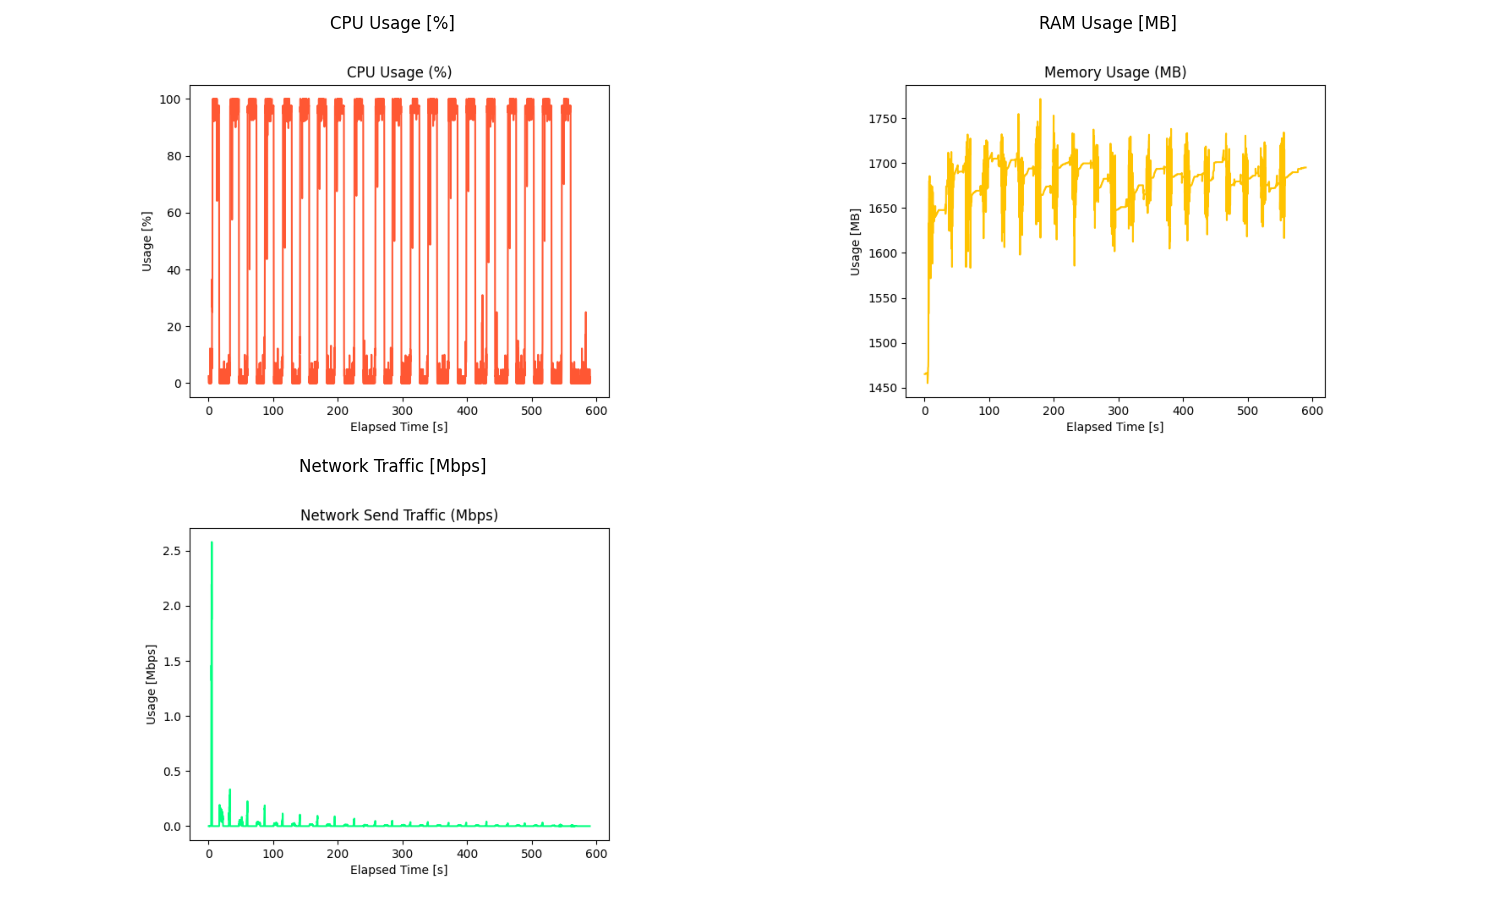 CPU Usage [%]
RAM Usage [MB]
CPU Usage (%)
Memory Usage (MB)
100
80
60
40
20
0
Usage [%]
0 100 200 300 400 500 600
Elapsed Time [s]
1750
1700
1650
1600
1550
1500
1450
Usage [MB]
0 100 200 300 400 500 600
Elapsed Time [s]
Network Traffic [Mbps]
Network Send Traffic (Mbps)
2.5
2.0
1.5
1.0
0.5
0.0
Usage [Mbps]
0 100 200 300 400 500 600
Elapsed Time [s]